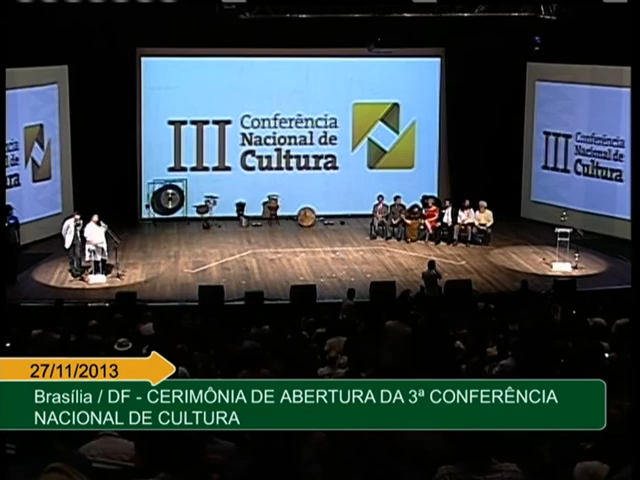 III Conferência
Nacional de
Cultura
III Conferência
Nacional de
Cultura
27/11/2013
Brasília / DF - CERIMÔNIA DE ABERTURA DA 3ª CONFERÊNCIA
NACIONAL DE CULTURA